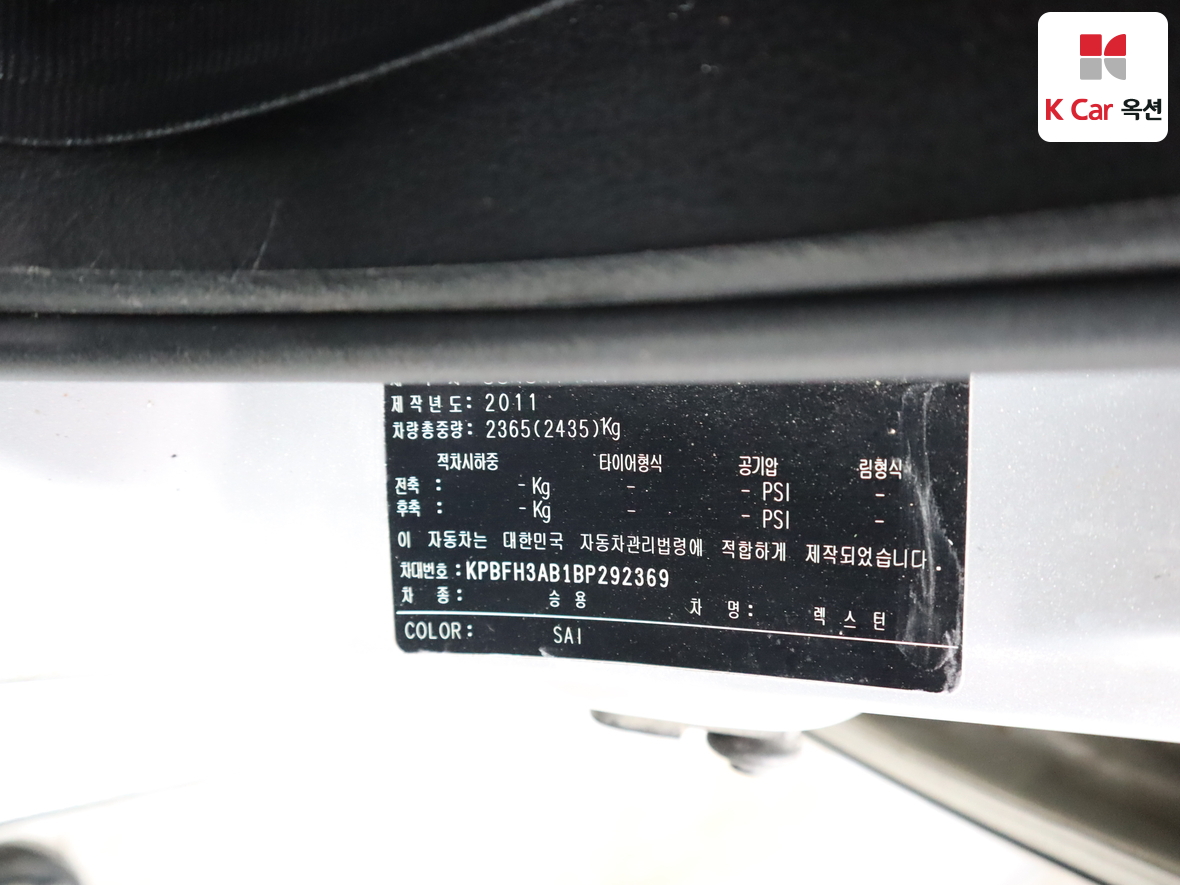 K Car 옥션
제작년도: 2011
차량총중량: 2365(2435)Kg
적차시하중 타이어형식 공기압 림형식
전축 : - Kg - - PSI -
후축 : - Kg - - PSI -
이 자동차는 대한민국 자동차관리법령에 적합하게 제작되었습니다.
차대번호:KPBFH3AB1BP292369
차 종: 승 용 차 명: 렉 스 턴
COLOR: SAI